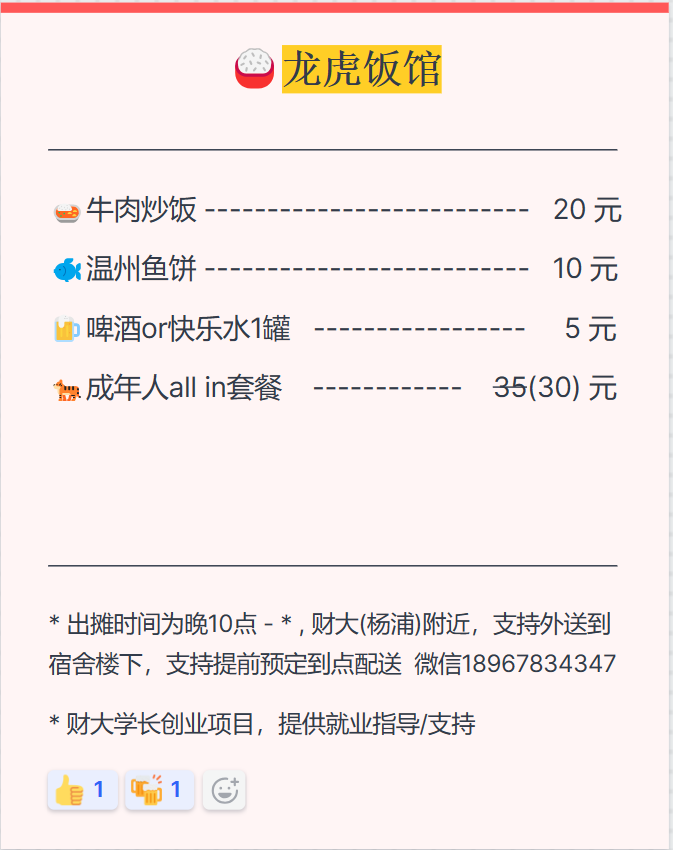 🍚龙虎饭馆
🍛牛肉炒饭 -------------------------- 20 元
🐟温州鱼饼 -------------------------- 10 元
🍺啤酒or快乐水1罐 ----------------- 5 元
🐅成年人all in套餐 ------------ 35(30) 元
* 出摊时间为晚10点 - * , 财大(杨浦)附近，支持外送到
宿舍楼下，支持提前预定到点配送 微信18967834347
* 财大学长创业项目，提供就业指导/支持
👍 1 🍻 1